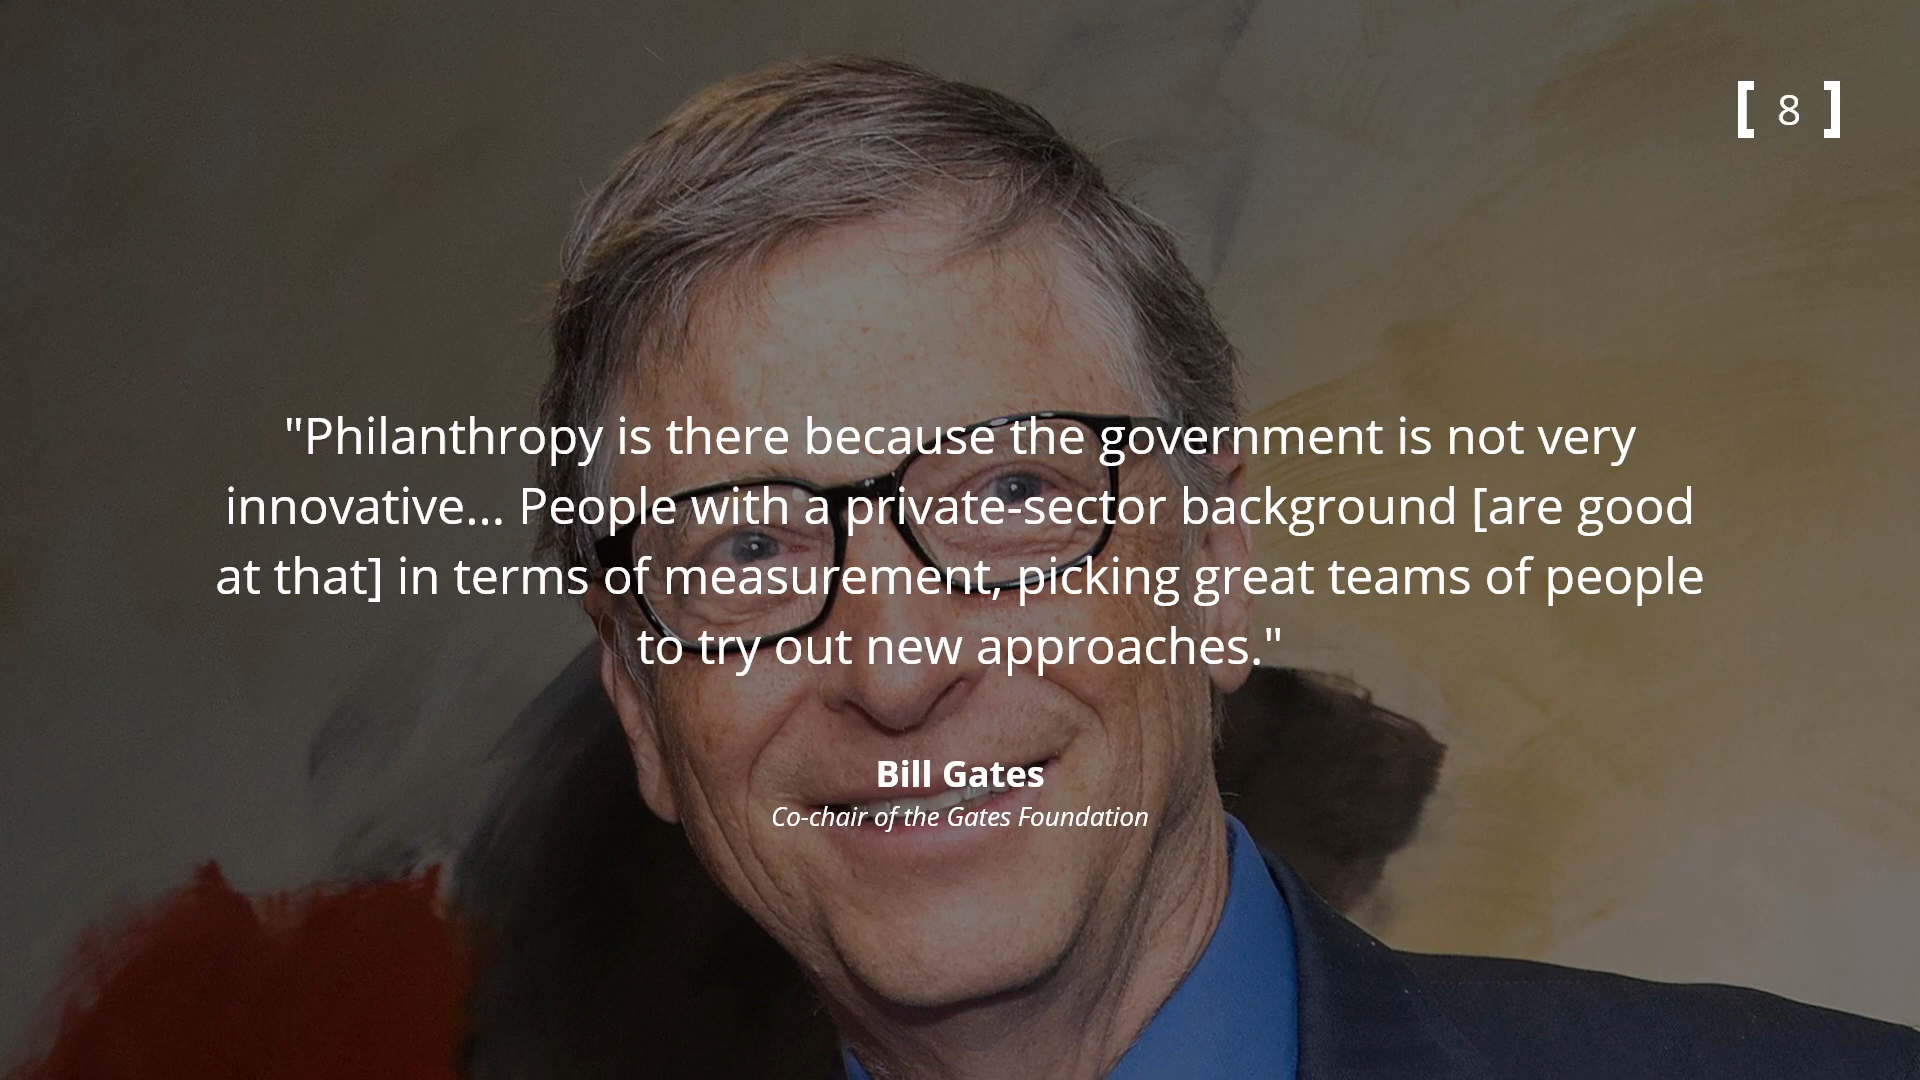 [ 8 ]
"Philanthropy is there because the government is not very
innovative... People with a private-sector background [are good
at that] in terms of measurement, picking great teams of people
to try out new approaches."
Bill Gates
Co-chair of the Gates Foundation